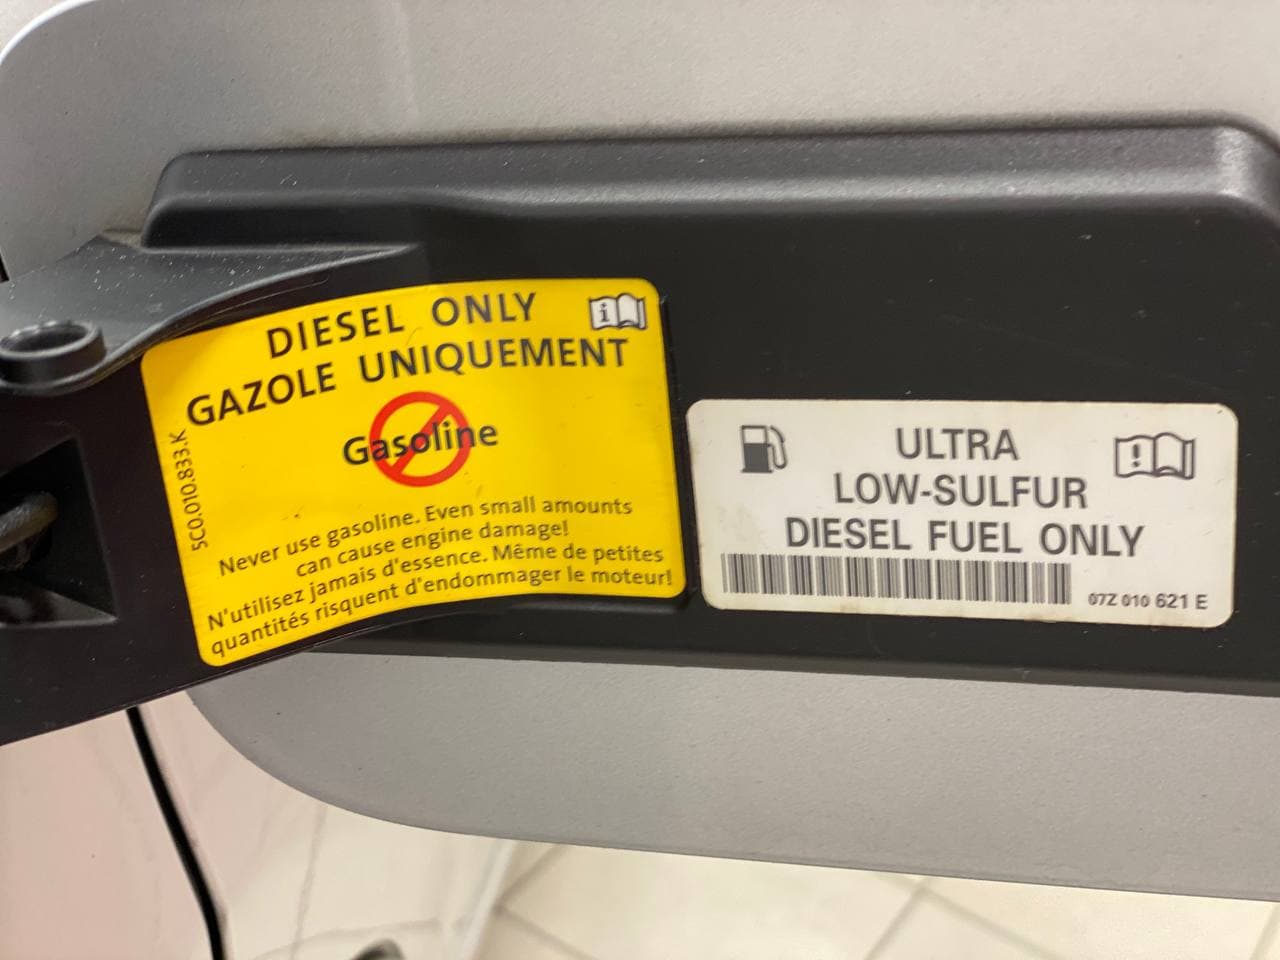 DIESEL ONLY
GAZOLE UNIQUEMENT
Gasoline
Never use gasoline. Even small amounts
can cause engine damage!
N'utilisez jamais d'essence. Même de petites
quantités risquent d'endommager le moteur!
5C0.010.833.K
ULTRA
LOW-SULFUR
DIESEL FUEL ONLY
07Z 010 621 E